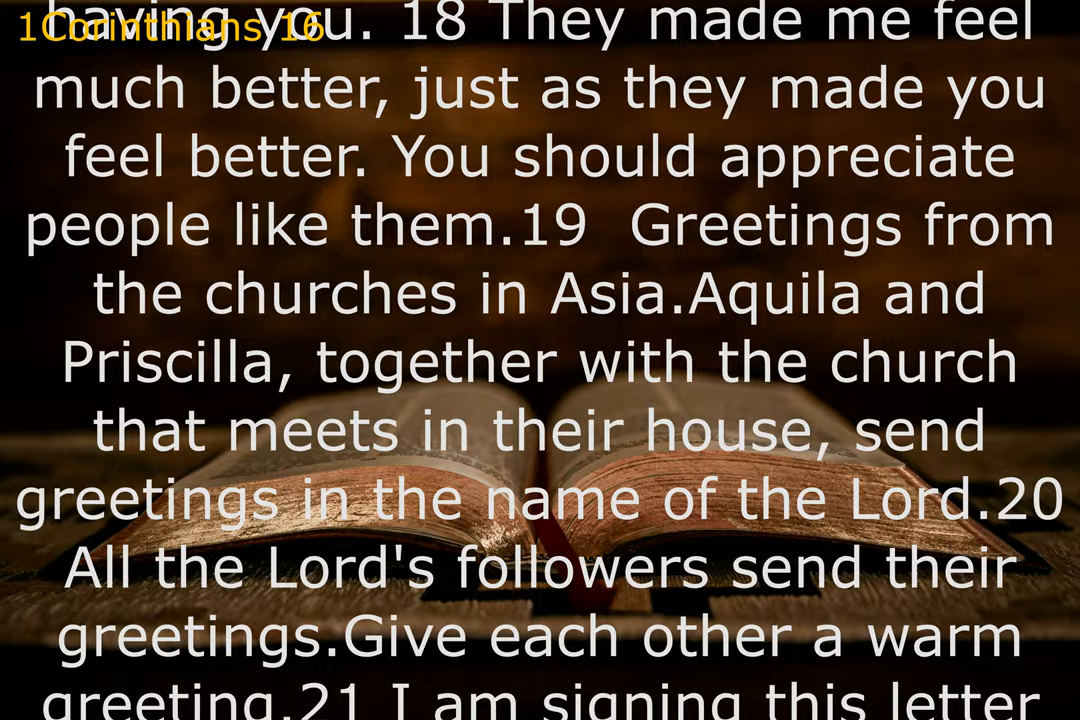 1Corinthians 16
having you. 18 They made me feel
much better, just as they made you
feel better. You should appreciate
people like them.19  Greetings from
the churches in Asia.Aquila and
Priscilla, together with the church
that meets in their house, send
greetings in the name of the Lord.20
All the Lord's followers send their
greetings.Give each other a warm
greeting.21 I am signing this letter